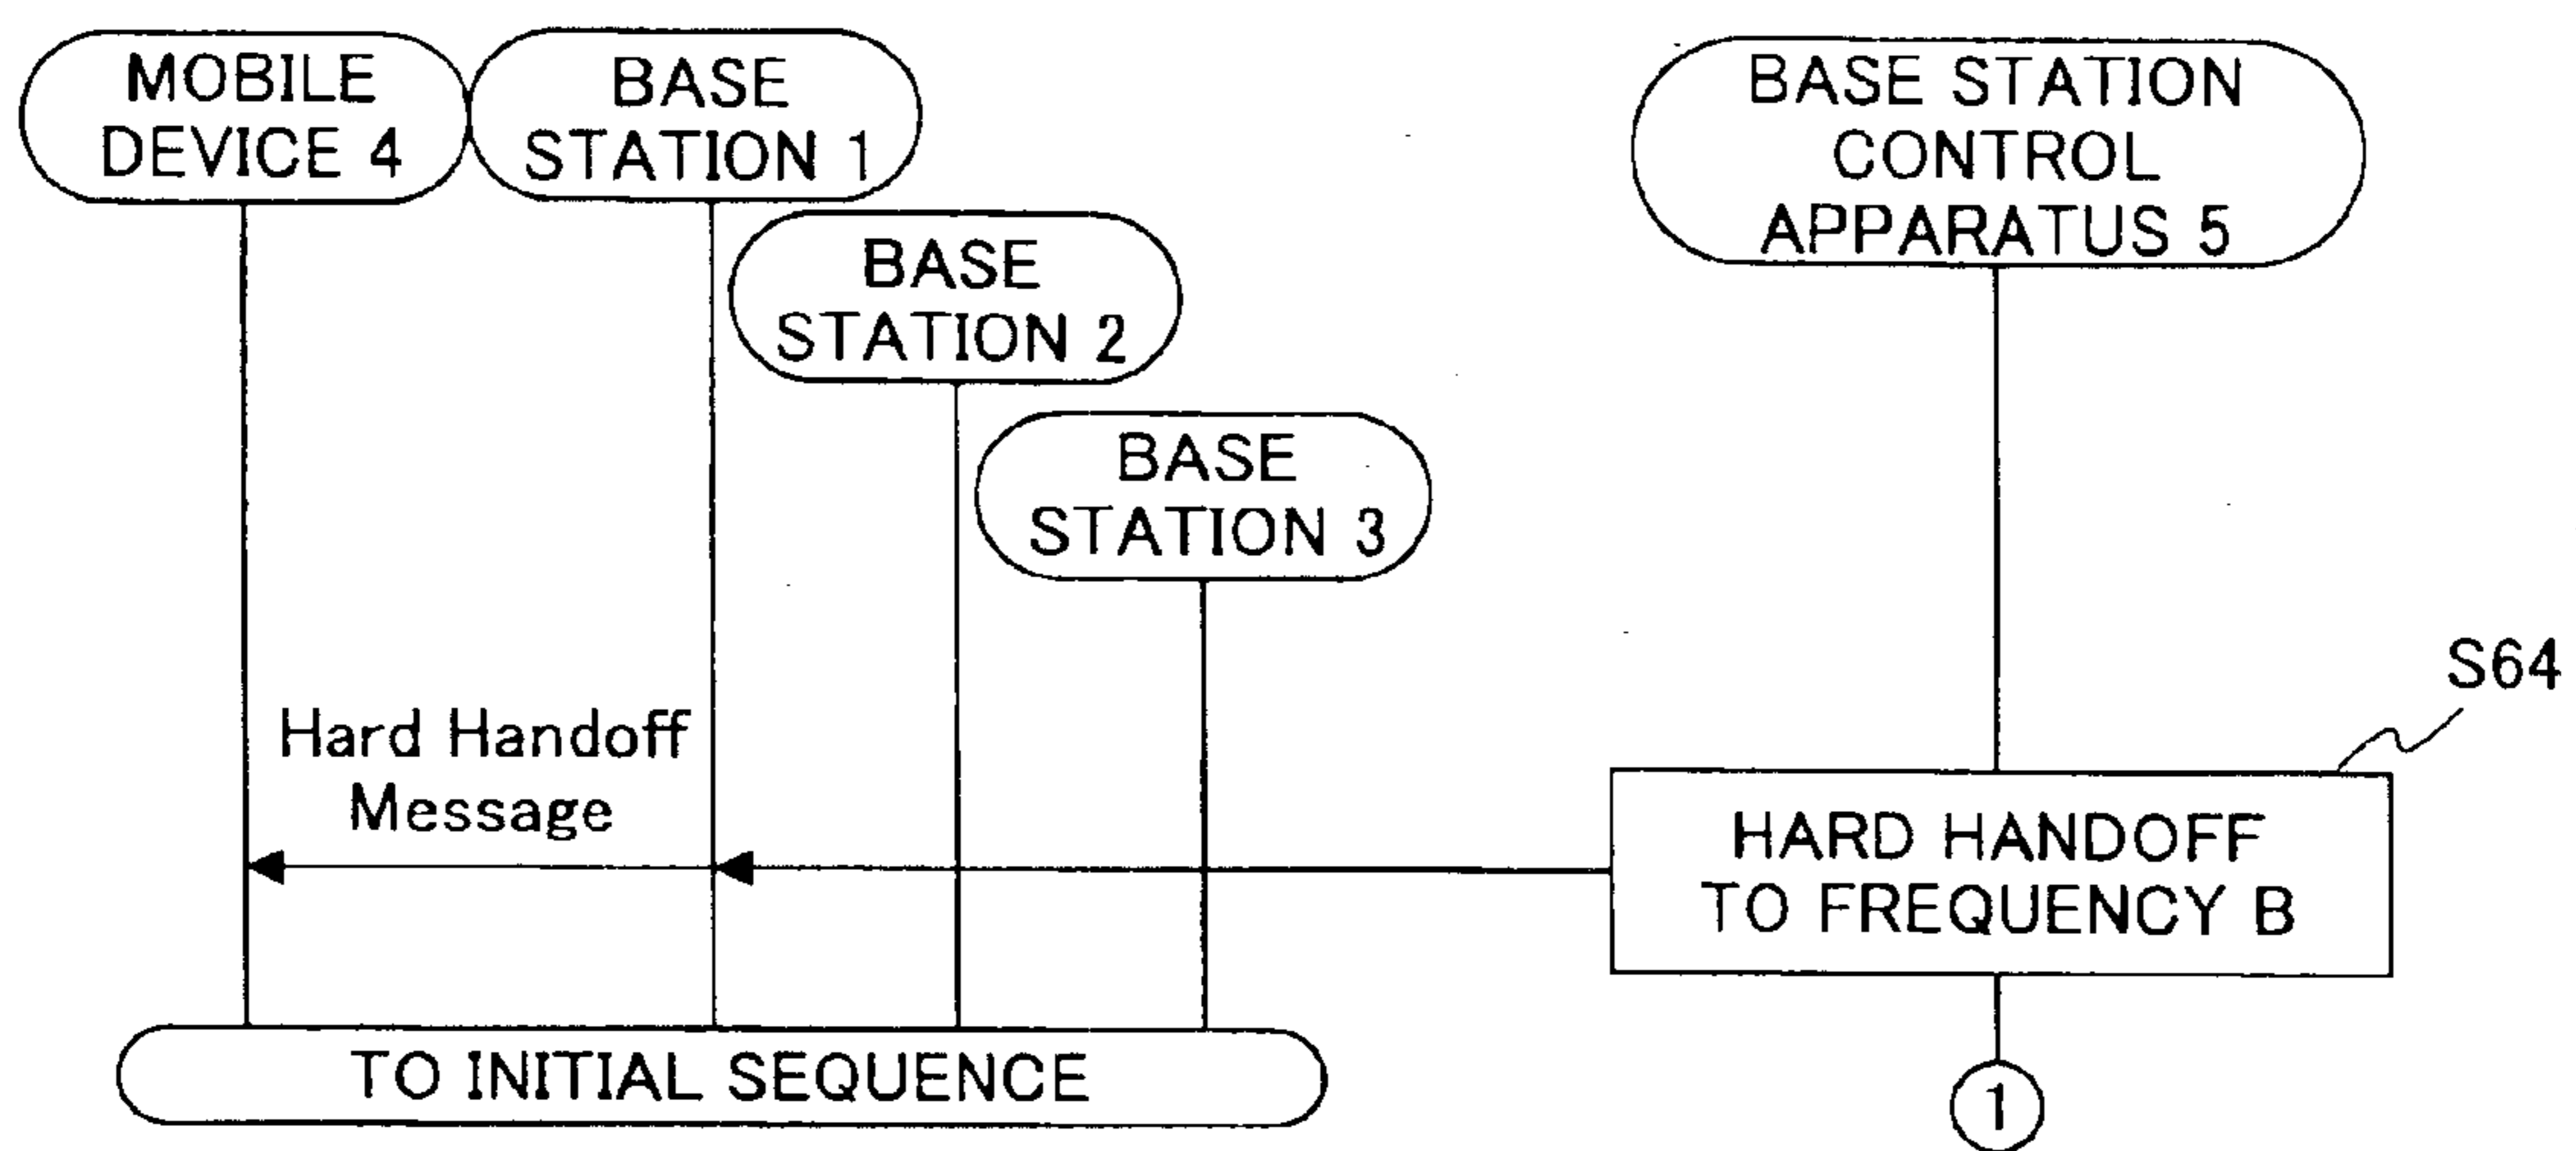 MOBILE
DEVICE 4
BASE
STATION 1
BASE STATION
CONTROL
APPARATUS 5
BASE
STATION 2
BASE
STATION 3
S64
Hard Handoff
Message
HARD HANDOFF
TO FREQUENCY B
TO INITIAL SEQUENCE
1